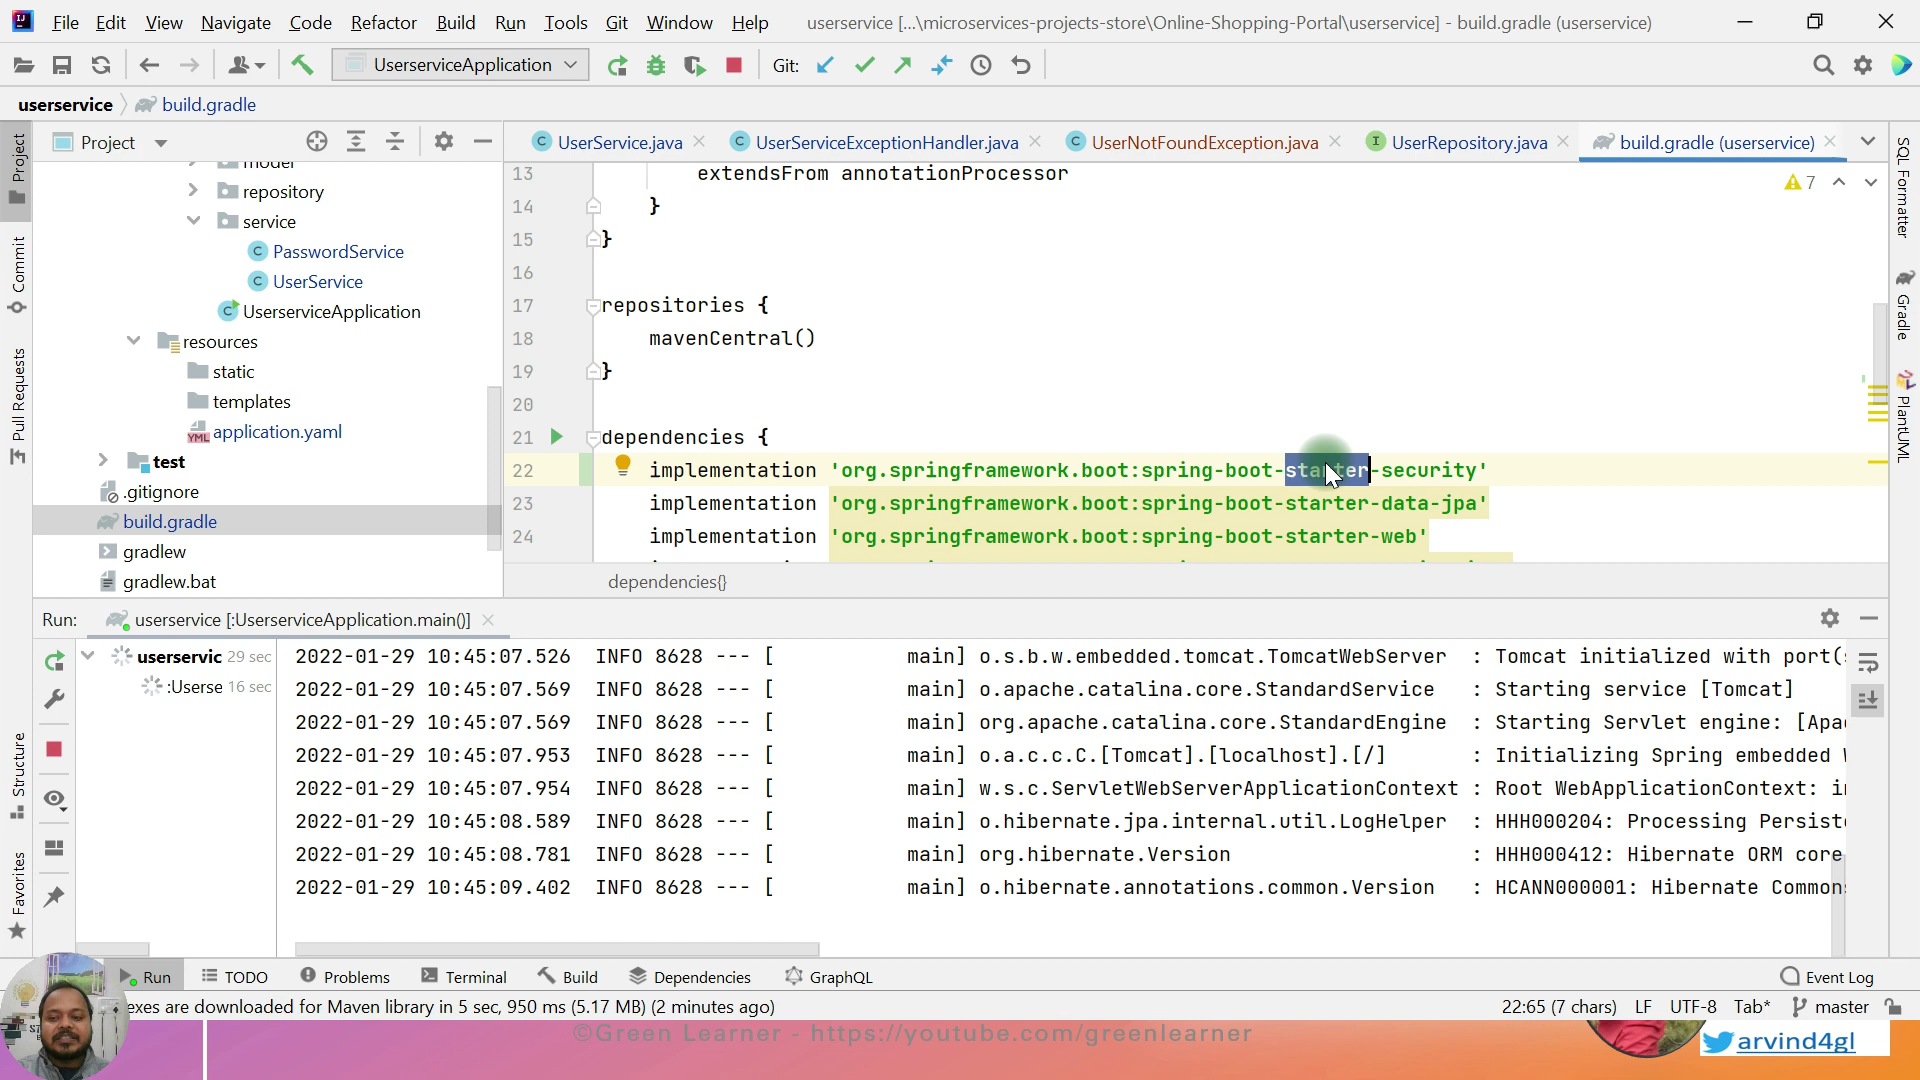 File Edit View Navigate Code Refactor Build Run Tools Git Window Help userservice [...\microservices-projects-store\Online-Shopping-Portal\userservice] - build.gradle (userservice)
UserserviceApplication Git:
userservice build.gradle
Project UserService.java UserServiceExceptionHandler.java UserNotFoundException.java UserRepository.java build.gradle (userservice)
model
repository
service
PasswordService
UserService
UserserviceApplication
resources
static
templates
application.yaml
test
.gitignore
build.gradle
gradlew
gradlew.bat
13 extendsFrom annotationProcessor
14 }
15 }
16
17 repositories {
18 mavenCentral()
19 }
20
21 dependencies {
22 implementation 'org.springframework.boot:spring-boot-starter-security'
23 implementation 'org.springframework.boot:spring-boot-starter-data-jpa'
24 implementation 'org.springframework.boot:spring-boot-starter-web'
7
dependencies{}
Project
Commit
Pull Requests
Structure
Favorites
SQL Formatter
Gradle
PlantUML
Run: userservice [:UserserviceApplication.main()]
userservic 29 sec
:Userse 16 sec
2022-01-29 10:45:07.526 INFO 8628 --- [ main] o.s.b.w.embedded.tomcat.TomcatWebServer : Tomcat initialized with port(
2022-01-29 10:45:07.569 INFO 8628 --- [ main] o.apache.catalina.core.StandardService : Starting service [Tomcat]
2022-01-29 10:45:07.569 INFO 8628 --- [ main] org.apache.catalina.core.StandardEngine : Starting Servlet engine: [Apa
2022-01-29 10:45:07.953 INFO 8628 --- [ main] o.a.c.c.C.[Tomcat].[localhost].[/] : Initializing Spring embedded
2022-01-29 10:45:07.954 INFO 8628 --- [ main] w.s.c.ServletWebServerApplicationContext : Root WebApplicationContext:
2022-01-29 10:45:08.589 INFO 8628 --- [ main] o.hibernate.jpa.internal.util.LogHelper : HHH000204: Processing Persist
2022-01-29 10:45:08.781 INFO 8628 --- [ main] org.hibernate.Version : HHH000412: Hibernate ORM core
2022-01-29 10:45:09.402 INFO 8628 --- [ main] o.hibernate.annotations.common.Version : HCANN000001: Hibernate Common
Run TODO Problems Terminal Build Dependencies GraphQL Event Log
exes are downloaded for Maven library in 5 sec, 950 ms (5.17 MB) (2 minutes ago) 22:65 (7 chars) LF UTF-8 Tab* master
©Green Learner - https://youtube.com/greenlearner
arvind4gl